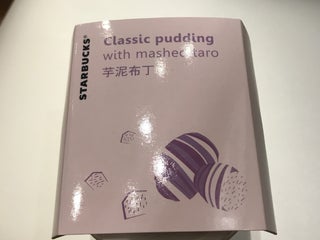 STARBUCKS®
Classic pudding
with mashed taro
芋泥布丁